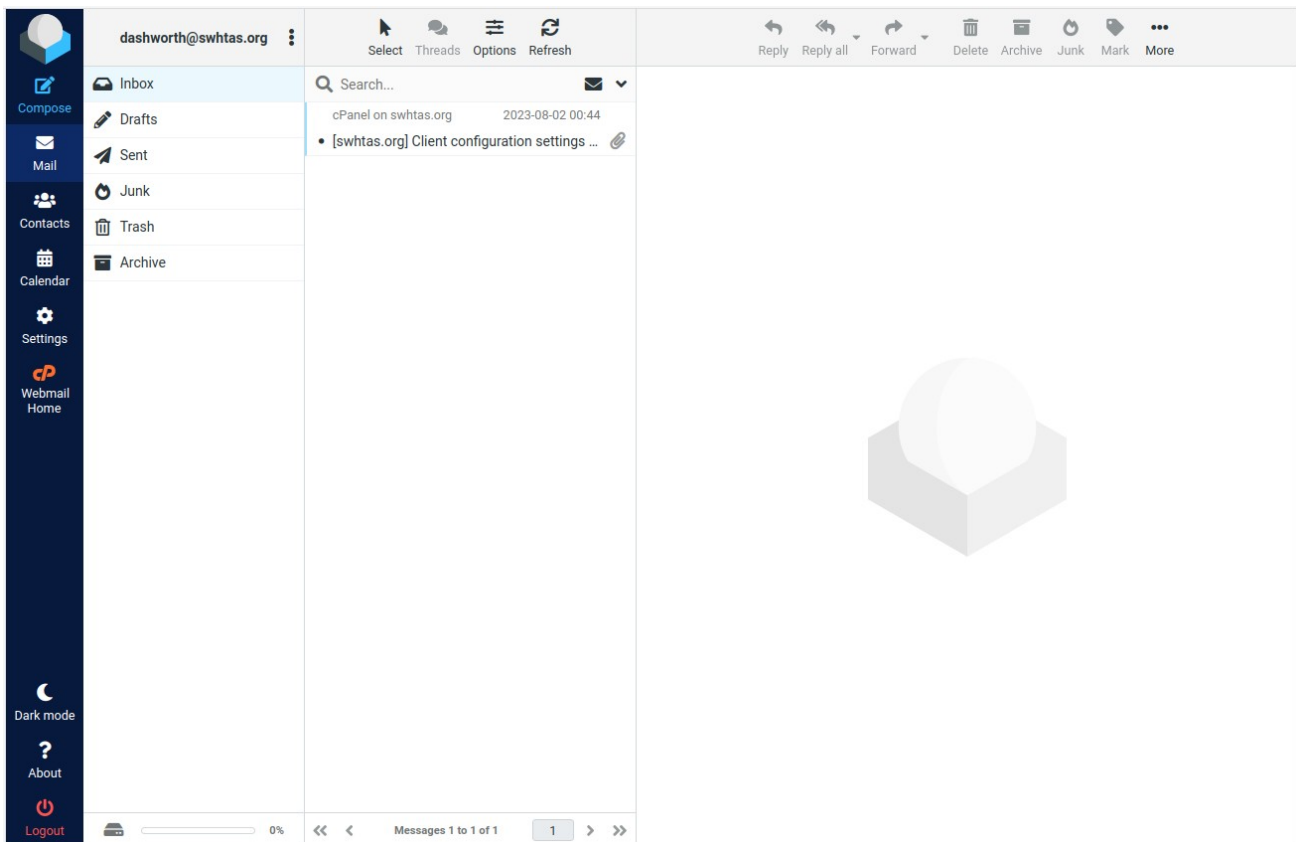 dashworth@swhtas.org
Select Threads Options Refresh
Reply Reply all Forward Delete Archive Junk Mark More
Compose
Mail
Contacts
Calendar
Settings
cP
Webmail
Home
Dark mode
About
Logout
Inbox
Drafts
Sent
Junk
Trash
Archive
0%
Search...
cPanel on swhtas.org 2023-08-02 00:44
• [swhtas.org] Client configuration settings ...
Messages 1 to 1 of 1 1